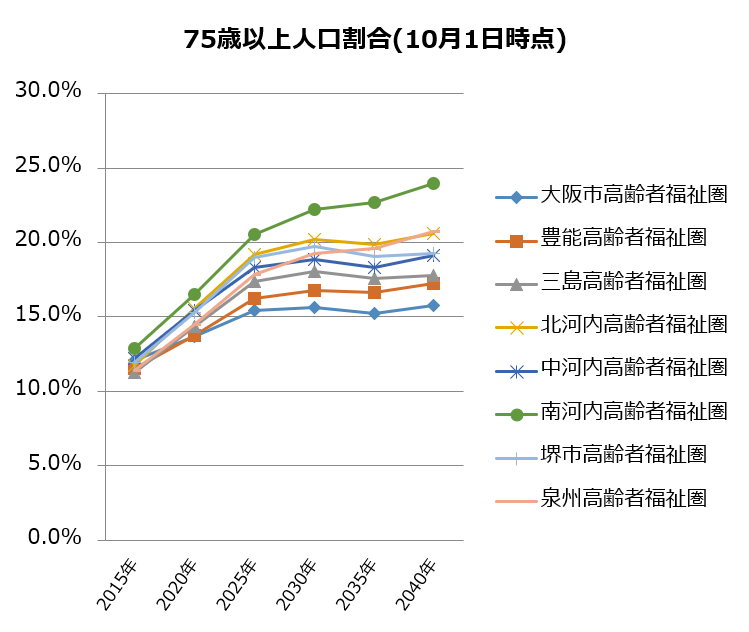 75歳以上人口割合(10月1日時点)
30.0%
25.0%
20.0%
15.0%
10.0%
5.0%
0.0%
2015年
2020年
2025年
2030年
2035年
2040年
大阪市高齢者福祉圏
豊能高齢者福祉圏
三島高齢者福祉圏
北河内高齢者福祉圏
中河内高齢者福祉圏
南河内高齢者福祉圏
堺市高齢者福祉圏
泉州高齢者福祉圏